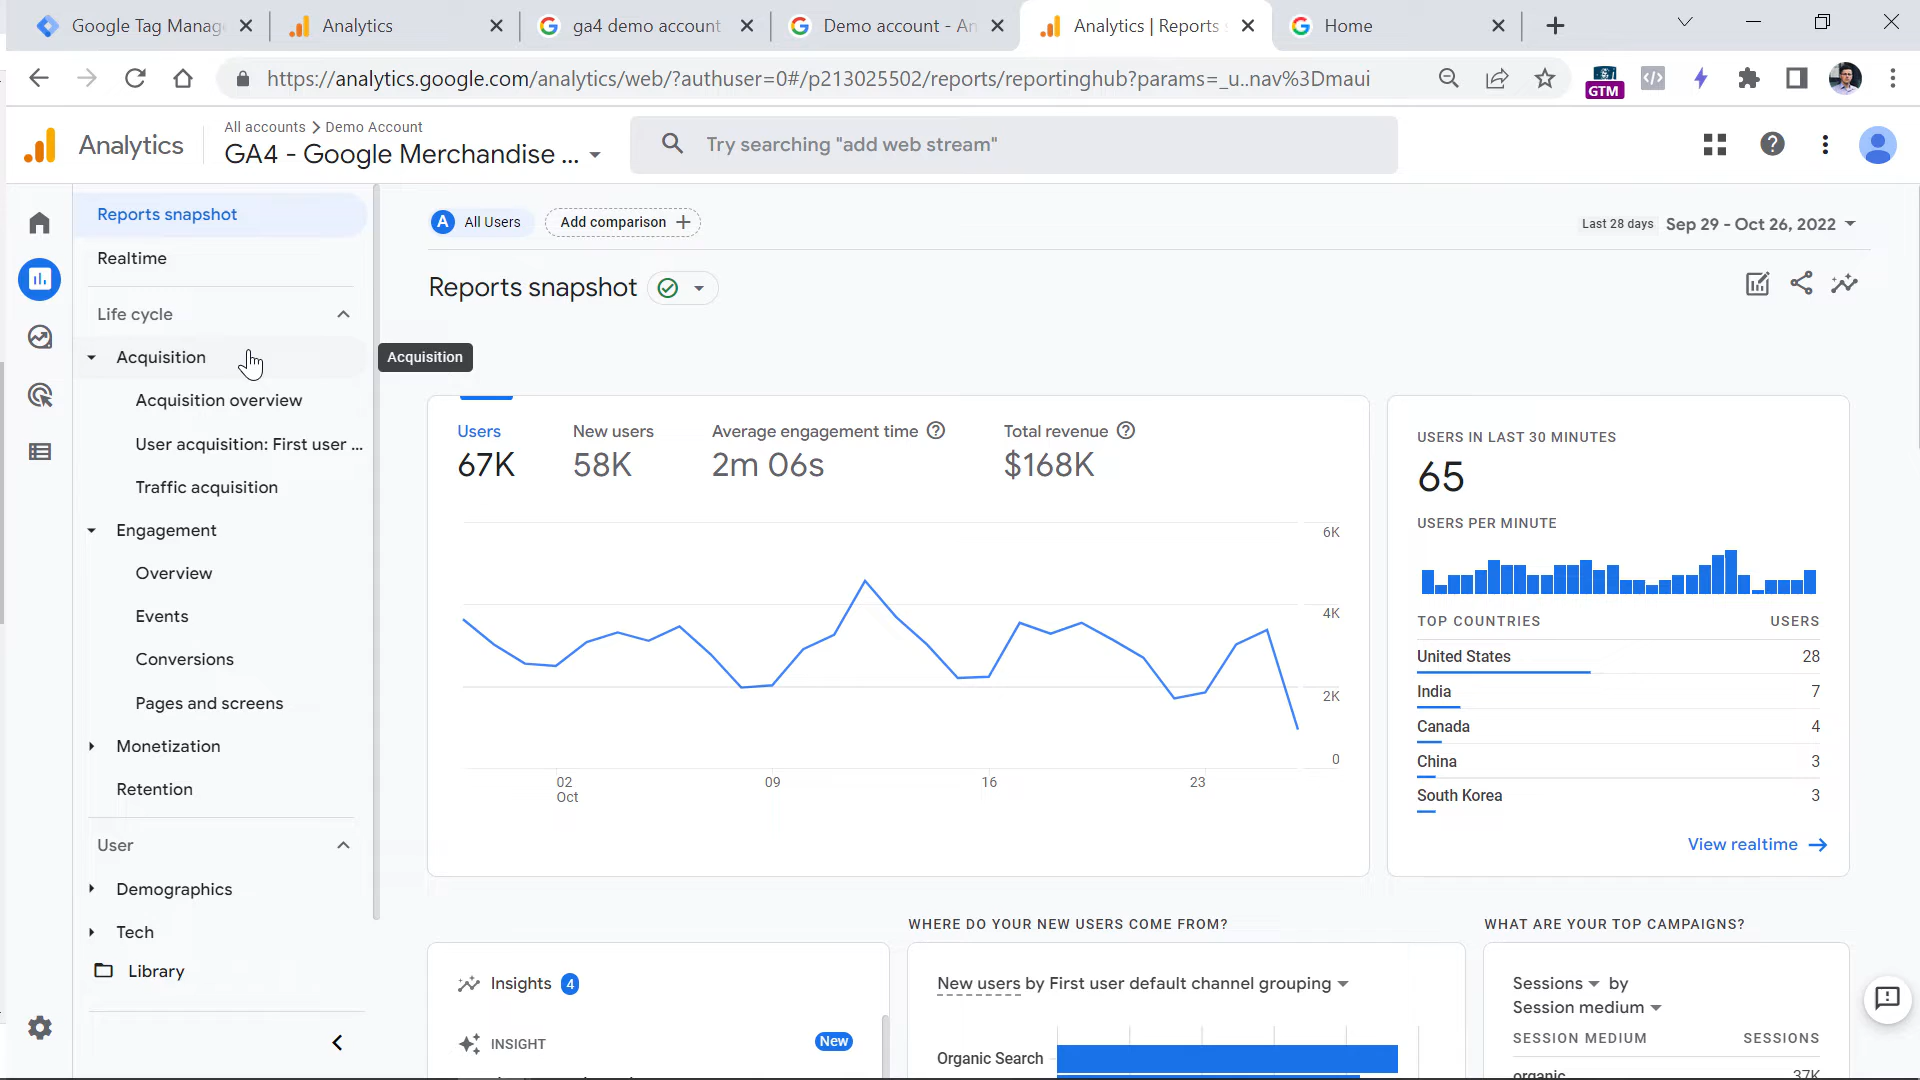 Google Tag Manag
Analytics
ga4 demo account
Demo account - An
Analytics | Reports
Home
https://analytics.google.com/analytics/web/?authuser=0#/p213025502/reports/reportinghub?params=_u..nav%3Dmaui
GTM
Analytics
All accounts > Demo Account
GA4 - Google Merchandise ...
Try searching "add web stream"
Reports snapshot
Realtime
Life cycle
Acquisition
Acquisition overview
User acquisition: First user ...
Traffic acquisition
Engagement
Overview
Events
Conversions
Pages and screens
Monetization
Retention
User
Demographics
Tech
Library
Acquisition
A All Users
Add comparison +
Last 28 days Sep 29 - Oct 26, 2022
Reports snapshot
Users
67K
New users
58K
Average engagement time
2m 06s
Total revenue
$168K
6K
4K
2K
0
02
Oct
09
16
23
USERS IN LAST 30 MINUTES
65
USERS PER MINUTE
TOP COUNTRIES USERS
United States 28
India 7
Canada 4
China 3
South Korea 3
View realtime
Insights 4
INSIGHT New
WHERE DO YOUR NEW USERS COME FROM?
New users by First user default channel grouping
Organic Search
WHAT ARE YOUR TOP CAMPAIGNS?
Sessions by
Session medium
SESSION MEDIUM SESSIONS
organic 37K